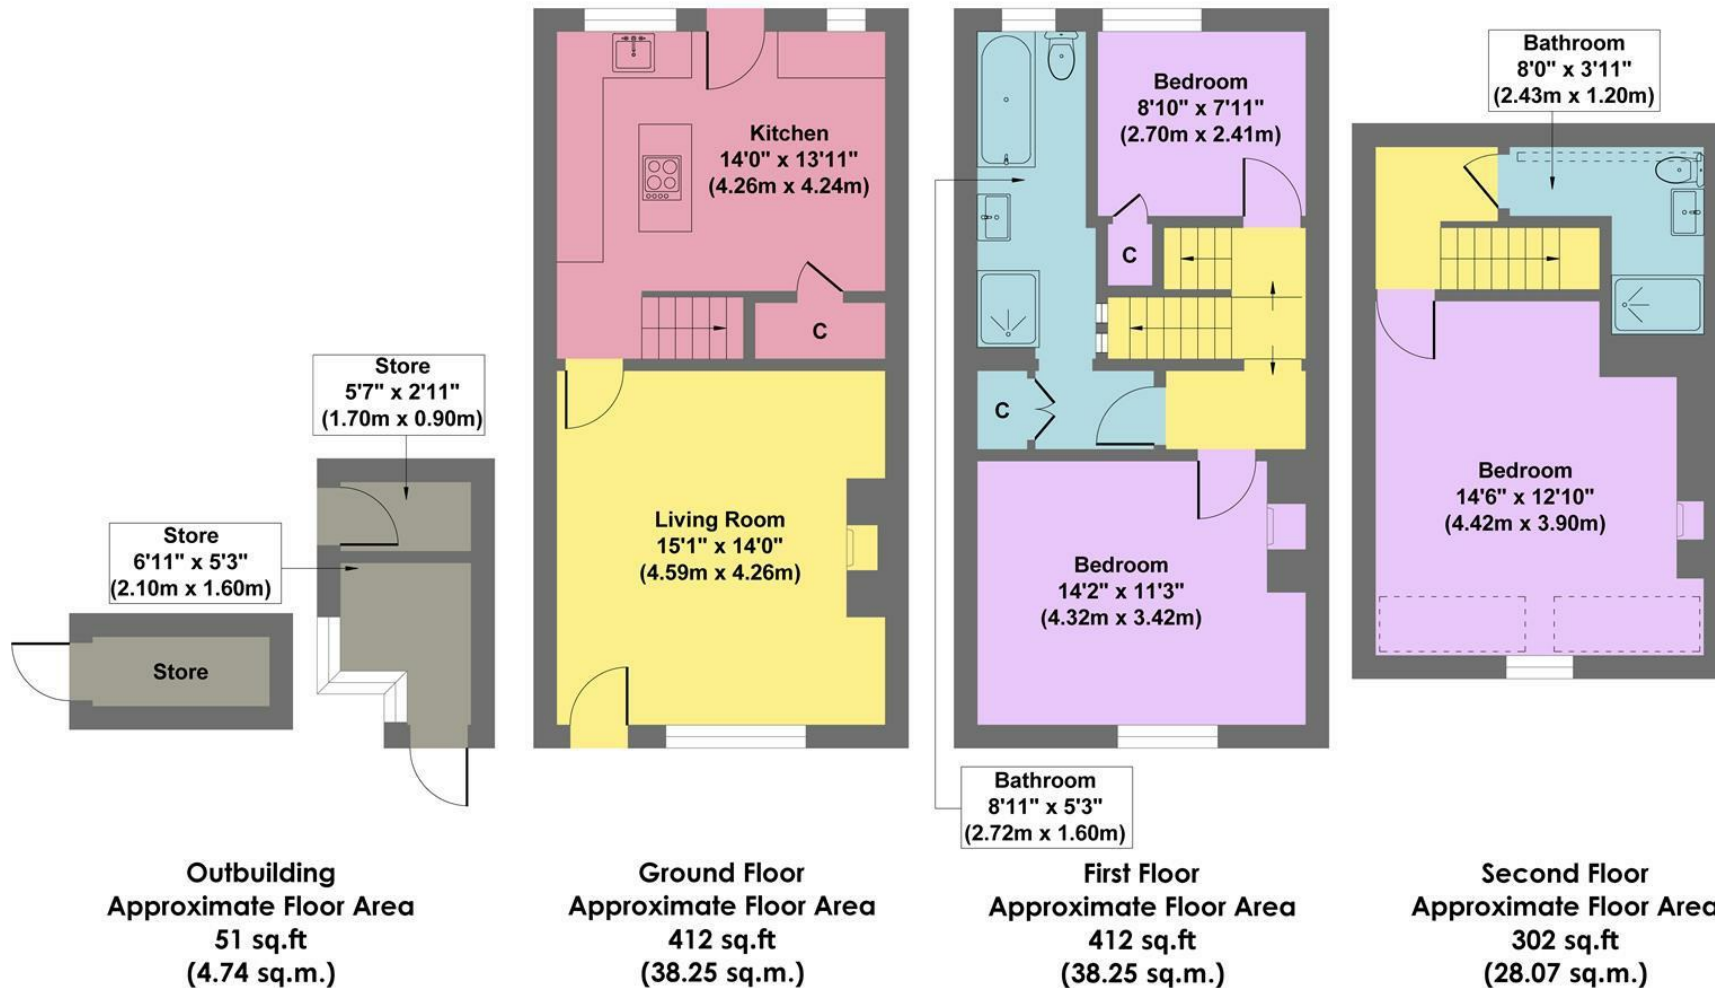 Store
5'7" x 2'11"
(1.70m x 0.90m)
Store
6'11" x 5'3"
(2.10m x 1.60m)
Store
Outbuilding
Approximate Floor Area
51 sq.ft
(4.74 sq.m.)
Kitchen
14'0" x 13'11"
(4.26m x 4.24m)
C
Living Room
15'1" x 14'0"
(4.59m x 4.26m)
Ground Floor
Approximate Floor Area
412 sq.ft
(38.25 sq.m.)
Bedroom
8'10" x 7'11"
(2.70m x 2.41m)
C
C
Bedroom
14'2" x 11'3"
(4.32m x 3.42m)
Bathroom
8'11" x 5'3"
(2.72m x 1.60m)
First Floor
Approximate Floor Area
412 sq.ft
(38.25 sq.m.)
Bathroom
8'0" x 3'11"
(2.43m x 1.20m)
Bedroom
14'6" x 12'10"
(4.42m x 3.90m)
Second Floor
Approximate Floor Area
302 sq.ft
(28.07 sq.m.)